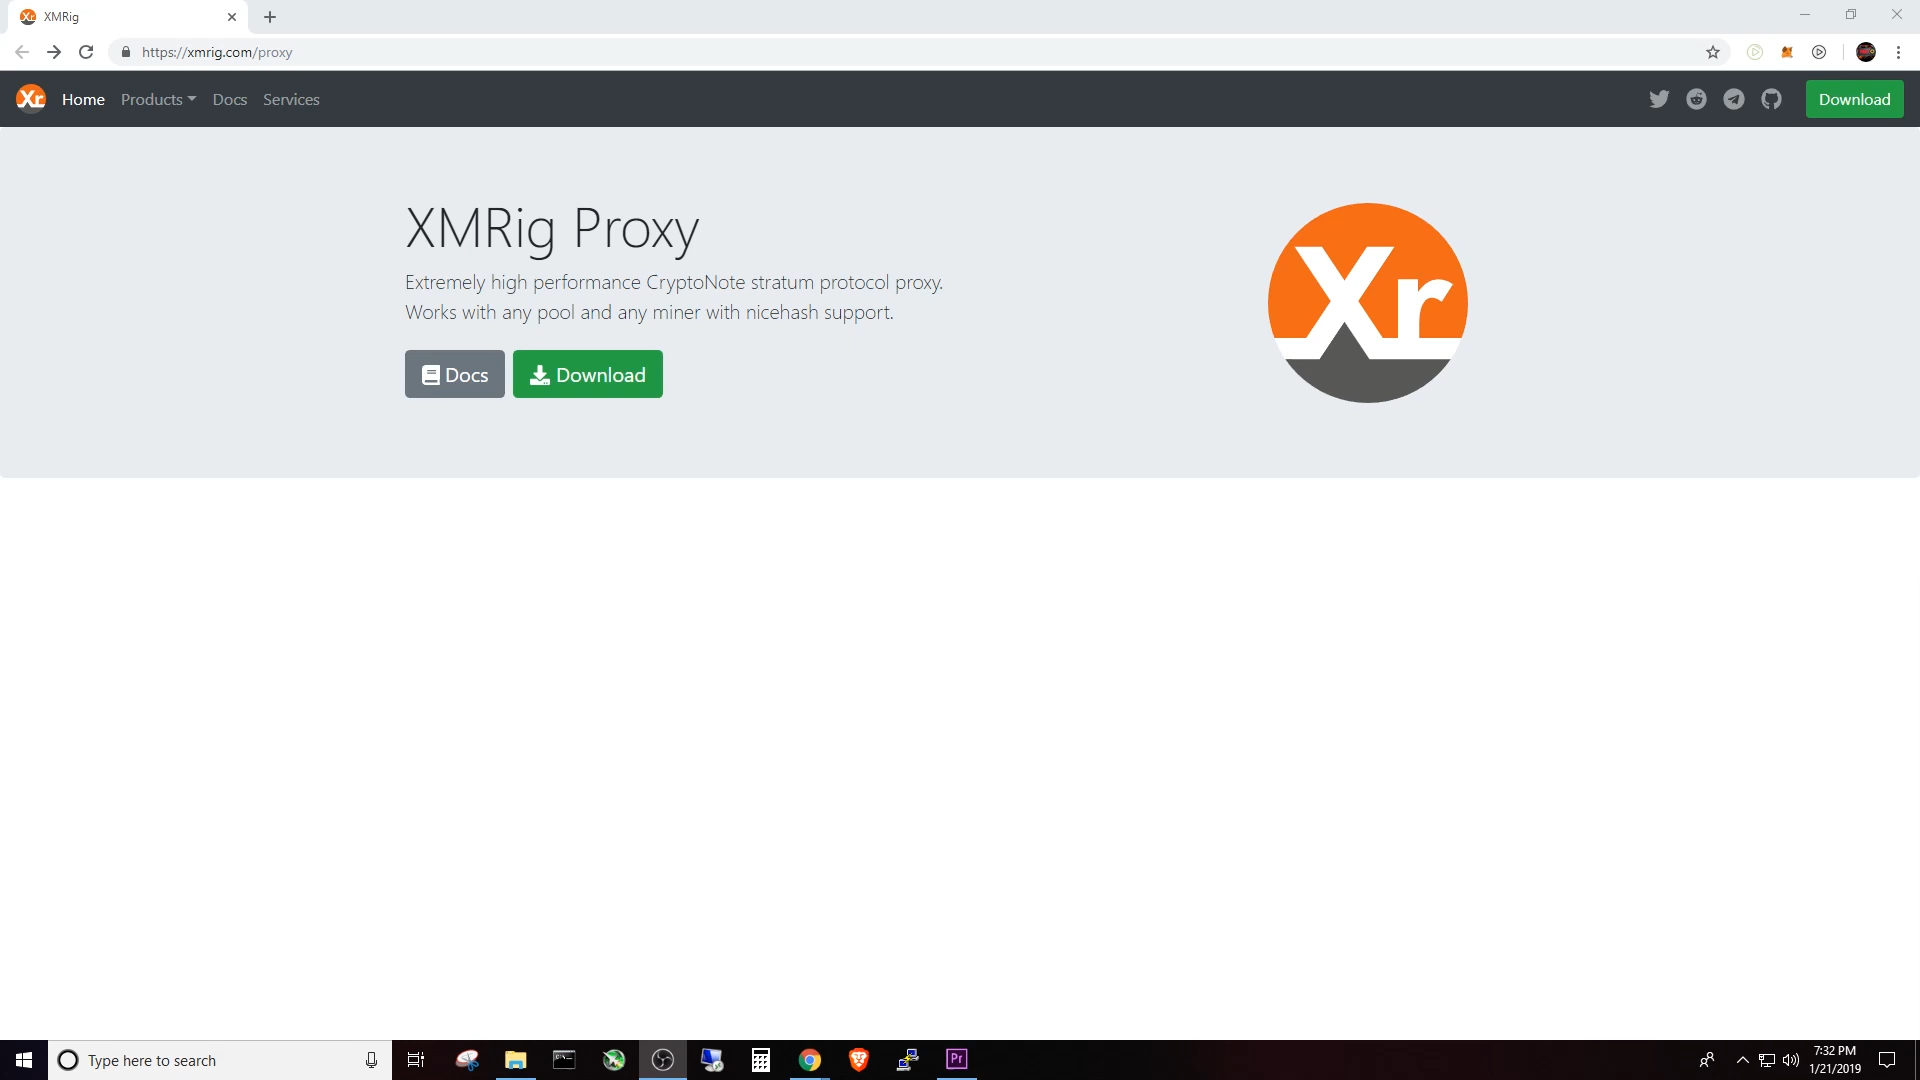 XMRig
https://xmrig.com/proxy
Xr Home Products Docs Services Download
XMRig Proxy
Extremely high performance CryptoNote stratum protocol proxy.
Works with any pool and any miner with nicehash support.
Docs Download
Xr
Type here to search
Pr
7:32 PM
1/21/2019